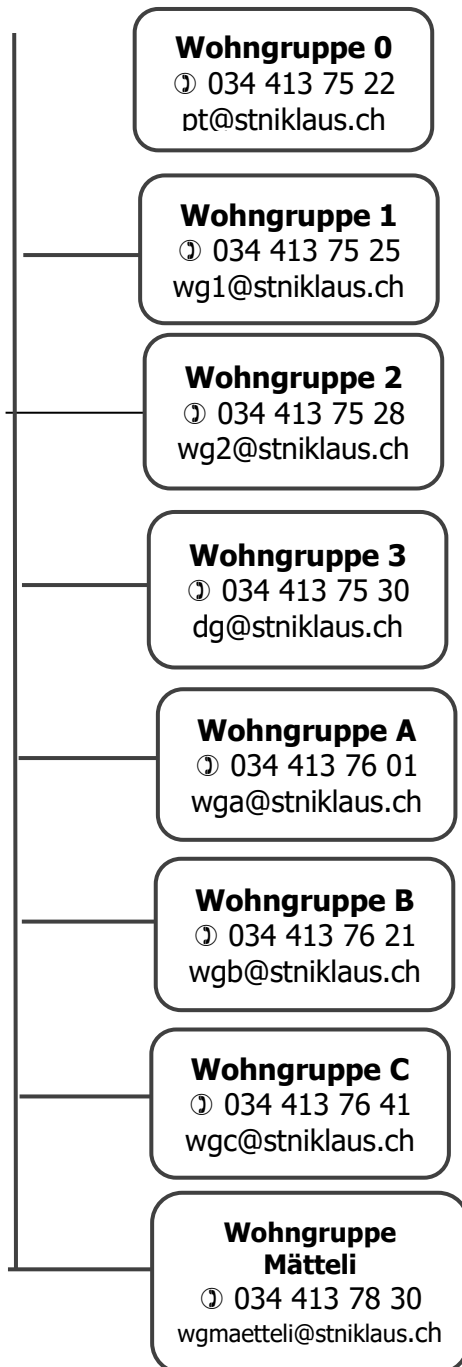 Wohngruppe 0
✆ 034 413 75 22
pt@stniklaus.ch
Wohngruppe 1
✆ 034 413 75 25
wg1@stniklaus.ch
Wohngruppe 2
✆ 034 413 75 28
wg2@stniklaus.ch
Wohngruppe 3
✆ 034 413 75 30
dg@stniklaus.ch
Wohngruppe A
✆ 034 413 76 01
wga@stniklaus.ch
Wohngruppe B
✆ 034 413 76 21
wgb@stniklaus.ch
Wohngruppe C
✆ 034 413 76 41
wgc@stniklaus.ch
Wohngruppe
Mätteli
✆ 034 413 78 30
wgmaetteli@stniklaus.ch